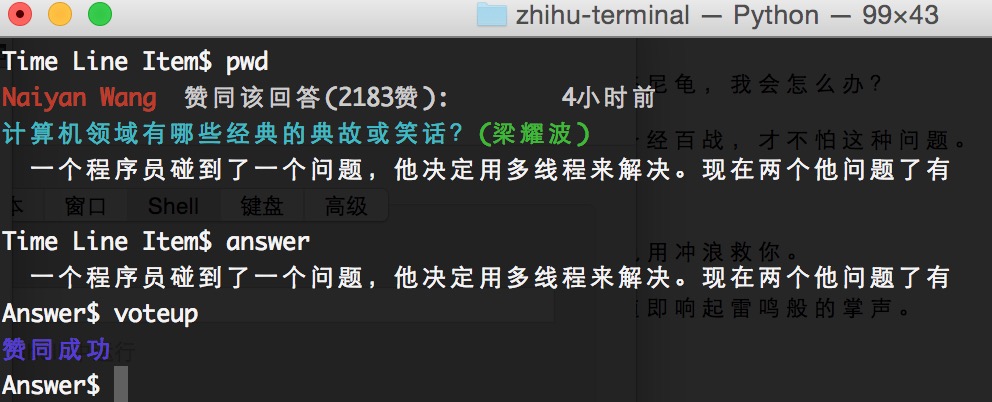 zhihu-terminal — Python — 99×43
Time Line Item$ pwd
Naiyan Wang 赞同该回答(2183赞): 4小时前
尼龟，我会怎么办？
计算机领域有哪些经典的典故或笑话？(梁耀波)
经百战，才不怕这种问题。
一个程序员碰到了一个问题，他决定用多线程来解决。现在两个他问题了有
本 窗口 Shell 键盘 高级
Time Line Item$ answer
用冲浪救你。
一个程序员碰到了一个问题，他决定用多线程来解决。现在两个他问题了有
Answer$ voteup
即响起雷鸣般的掌声。
赞同成功
行
Answer$